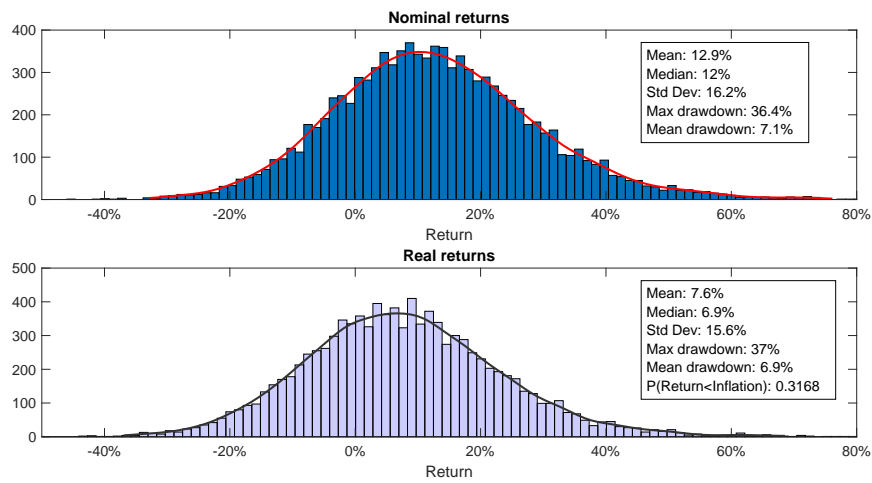 Nominal returns
400
300
200
100
0
Mean: 12.9%
Median: 12%
Std Dev: 16.2%
Max drawdown: 36.4%
Mean drawdown: 7.1%
-40% -20% 0% 20% 40% 60% 80%
Return
Real returns
500
400
300
200
100
0
Mean: 7.6%
Median: 6.9%
Std Dev: 15.6%
Max drawdown: 37%
Mean drawdown: 6.9%
P(Return<Inflation): 0.3168
-40% -20% 0% 20% 40% 60% 80%
Return